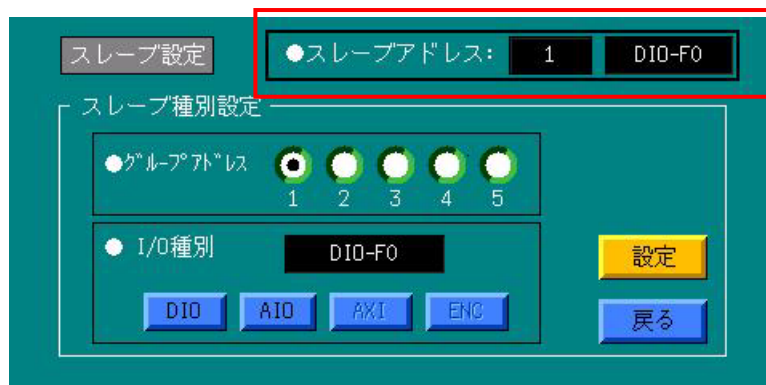 スレーブ設定
●スレーブアドレス: 1 DIO-F0
スレーブ種別設定
●グループアドレス
1 2 3 4 5
● I/O種別 DIO-F0
DIO AIO AXI ENC
設定
戻る